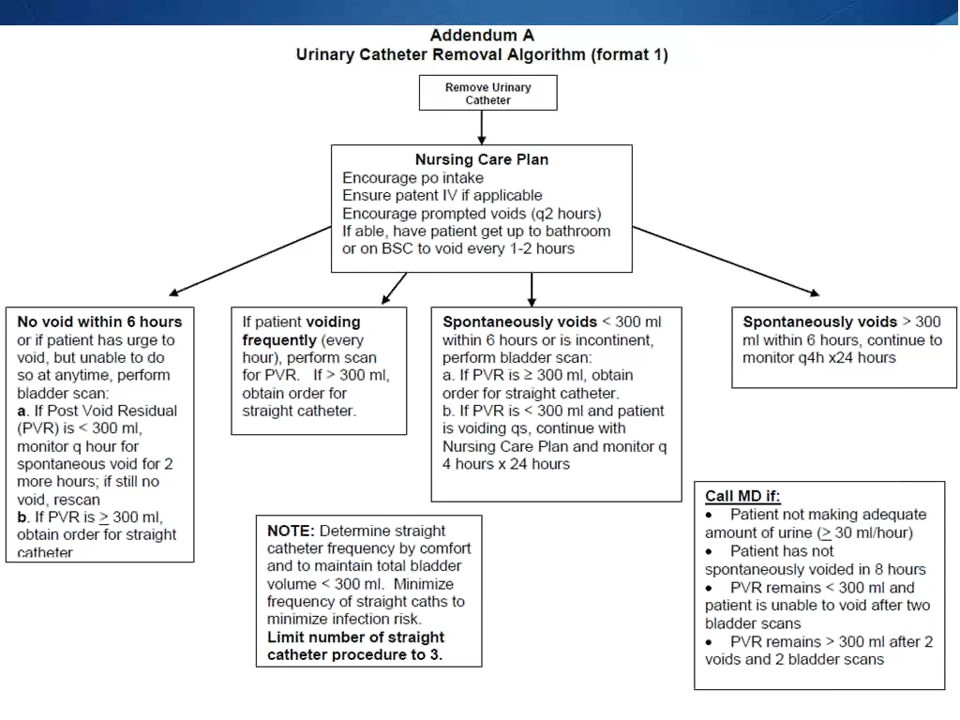 Addendum A
Urinary Catheter Removal Algorithm (format 1)
Remove Urinary
Catheter
Nursing Care Plan
Encourage po intake
Ensure patent IV if applicable
Encourage prompted voids (q2 hours)
If able, have patient get up to bathroom
or on BSC to void every 1-2 hours
No void within 6 hours
or if patient has urge to
void, but unable to do
so at anytime, perform
bladder scan:
a. If Post Void Residual
(PVR) is < 300 ml,
monitor q hour for
spontaneous void for 2
more hours; if still no
void, rescan
b. If PVR is ≥ 300 ml,
obtain order for straight
catheter
If patient voiding
frequently (every
hour), perform scan
for PVR. If > 300 ml,
obtain order for
straight catheter.
Spontaneously voids < 300 ml
within 6 hours or is incontinent,
perform bladder scan:
a. If PVR is ≥ 300 ml, obtain
order for straight catheter.
b. If PVR is < 300 ml and patient
is voiding qs, continue with
Nursing Care Plan and monitor q
4 hours x 24 hours
Spontaneously voids > 300
ml within 6 hours, continue to
monitor q4h x24 hours
NOTE: Determine straight
catheter frequency by comfort
and to maintain total bladder
volume < 300 ml. Minimize
frequency of straight caths to
minimize infection risk.
Limit number of straight
catheter procedure to 3.
Call MD if:
• Patient not making adequate
amount of urine (≥ 30 ml/hour)
• Patient has not
spontaneously voided in 8 hours
• PVR remains < 300 ml and
patient is unable to void after two
bladder scans
• PVR remains > 300 ml after 2
voids and 2 bladder scans